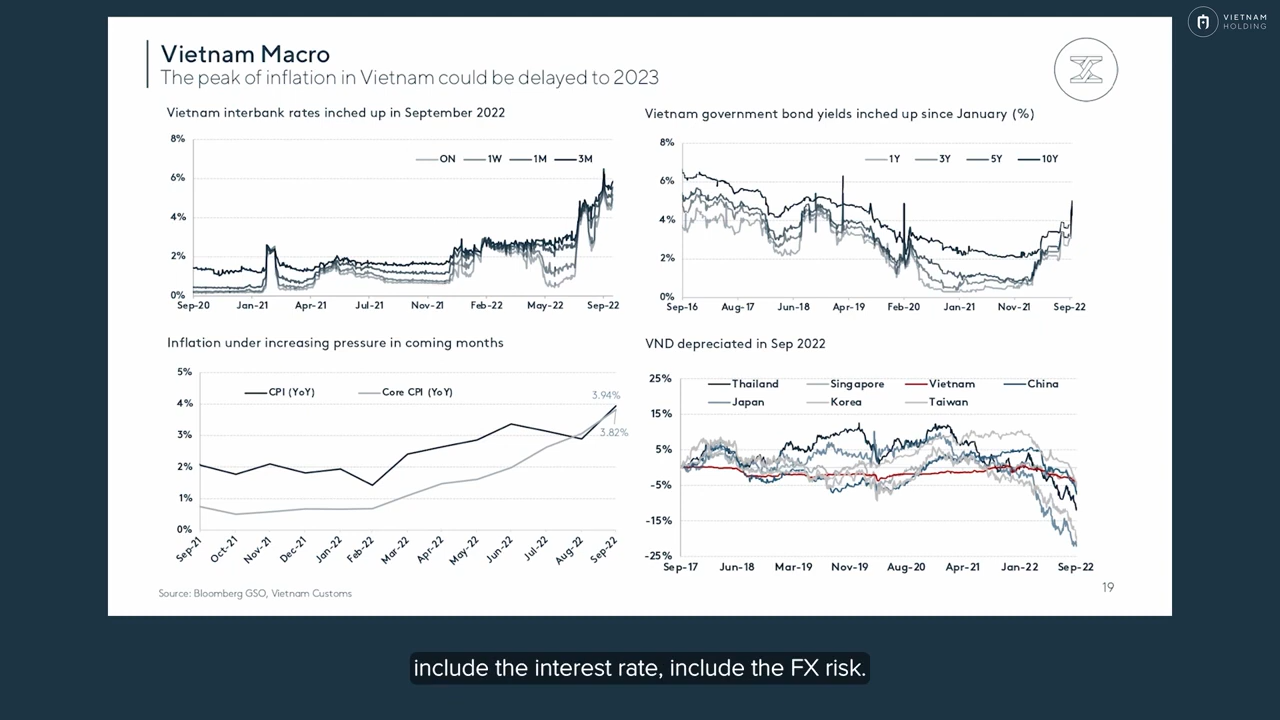 VIETNAM
HOLDING
Vietnam Macro
The peak of inflation in Vietnam could be delayed to 2023
Vietnam interbank rates inched up in September 2022
8%
6%
4%
2%
0%
ON 1W 1M 3M
Sep-20 Jan-21 Apr-21 Jul-21 Nov-21 Feb-22 May-22 Sep-22
Vietnam government bond yields inched up since January (%)
8%
6%
4%
2%
0%
1Y 3Y 5Y 10Y
Sep-16 Aug-17 Jun-18 Apr-19 Feb-20 Jan-21 Nov-21 Sep-22
Inflation under increasing pressure in coming months
5%
4%
3%
2%
1%
0%
CPI (YoY) Core CPI (YoY)
3.94%
3.82%
Sep-21 Oct-21 Nov-21 Dec-21 Jan-22 Feb-22 Mar-22 Apr-22 May-22 Jun-22 Jul-22 Aug-22 Sep-22
VND depreciated in Sep 2022
25%
15%
5%
-5%
-15%
-25%
Thailand Singapore Vietnam China
Japan Korea Taiwan
Sep-17 Jun-18 Mar-19 Nov-19 Aug-20 Apr-21 Jan-22 Sep-22
Source: Bloomberg GSO, Vietnam Customs
19
include the interest rate, include the FX risk.